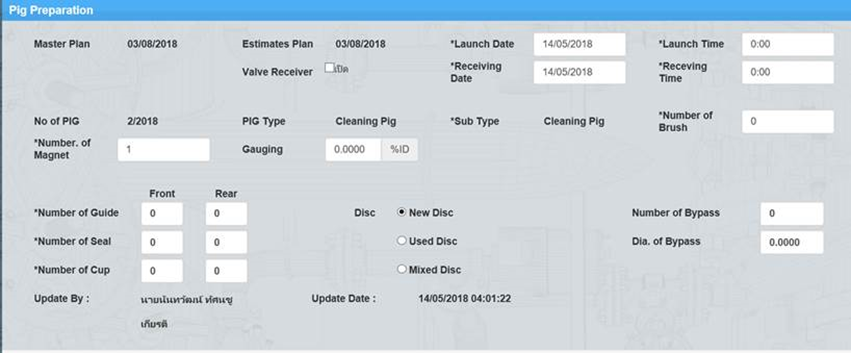 Pig Preparation
Master Plan 03/08/2018 Estimates Plan 03/08/2018 *Launch Date 14/05/2018 *Launch Time 0:00
Valve Receiver เปิด *Receiving Date 14/05/2018 *Receving Time 0:00
No of PIG 2/2018 PIG Type Cleaning Pig *Sub Type Cleaning Pig *Number of Brush 0
*Number. of Magnet 1 Gauging 0.0000 %ID
Front Rear
*Number of Guide 0 0 Disc New Disc Number of Bypass 0
*Number of Seal 0 0 Used Disc Dia. of Bypass 0.0000
*Number of Cup 0 0 Mixed Disc
Update By : นายนันทวัฒน์ ทัศนชู Update Date : 14/05/2018 04:01:22
เกียรติ